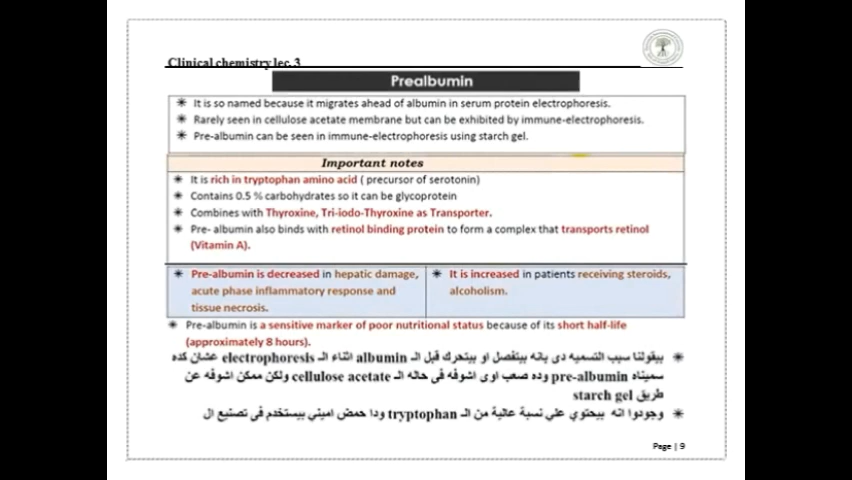 Clinical chemistry lec. 3
Prealbumin
✷ It is so named because it migrates ahead of albumin in serum protein electrophoresis.
✷ Rarely seen in cellulose acetate membrane but can be exhibited by immune-electrophoresis.
✷ Pre-albumin can be seen in immune-electrophoresis using starch gel.
Important notes
✷ It is rich in tryptophan amino acid ( precursor of serotonin)
✷ Contains 0.5 % carbohydrates so it can be glycoprotein
✷ Combines with Thyroxine, Tri-iodo-Thyroxine as Transporter.
✷ Pre- albumin also binds with retinol binding protein to form a complex that transports retinol
(Vitamin A).
✷ Pre-albumin is decreased in hepatic damage,
acute phase inflammatory response and
tissue necrosis.
✷ It is increased in patients receiving steroids,
alcoholism.
✷ Pre-albumin is a sensitive marker of poor nutritional status because of its short half-life
(approximately 8 hours).
✷ بيقولنا سبب التسميه دى بانه بيتفصل او بيتحرك قبل الـ albumin اثناء الـ electrophoresis عشان كده
سميناه pre-albumin وده صعب اوى اشوفه فى حاله الـ cellulose acetate ولكن ممكن اشوفه عن
طريق starch gel
✷ وجودوا انه بيحتوي علي نسبة عالية من الـ tryptophan ودا حمض اميني بيستخدم فى تصنيع ال
Page | 9